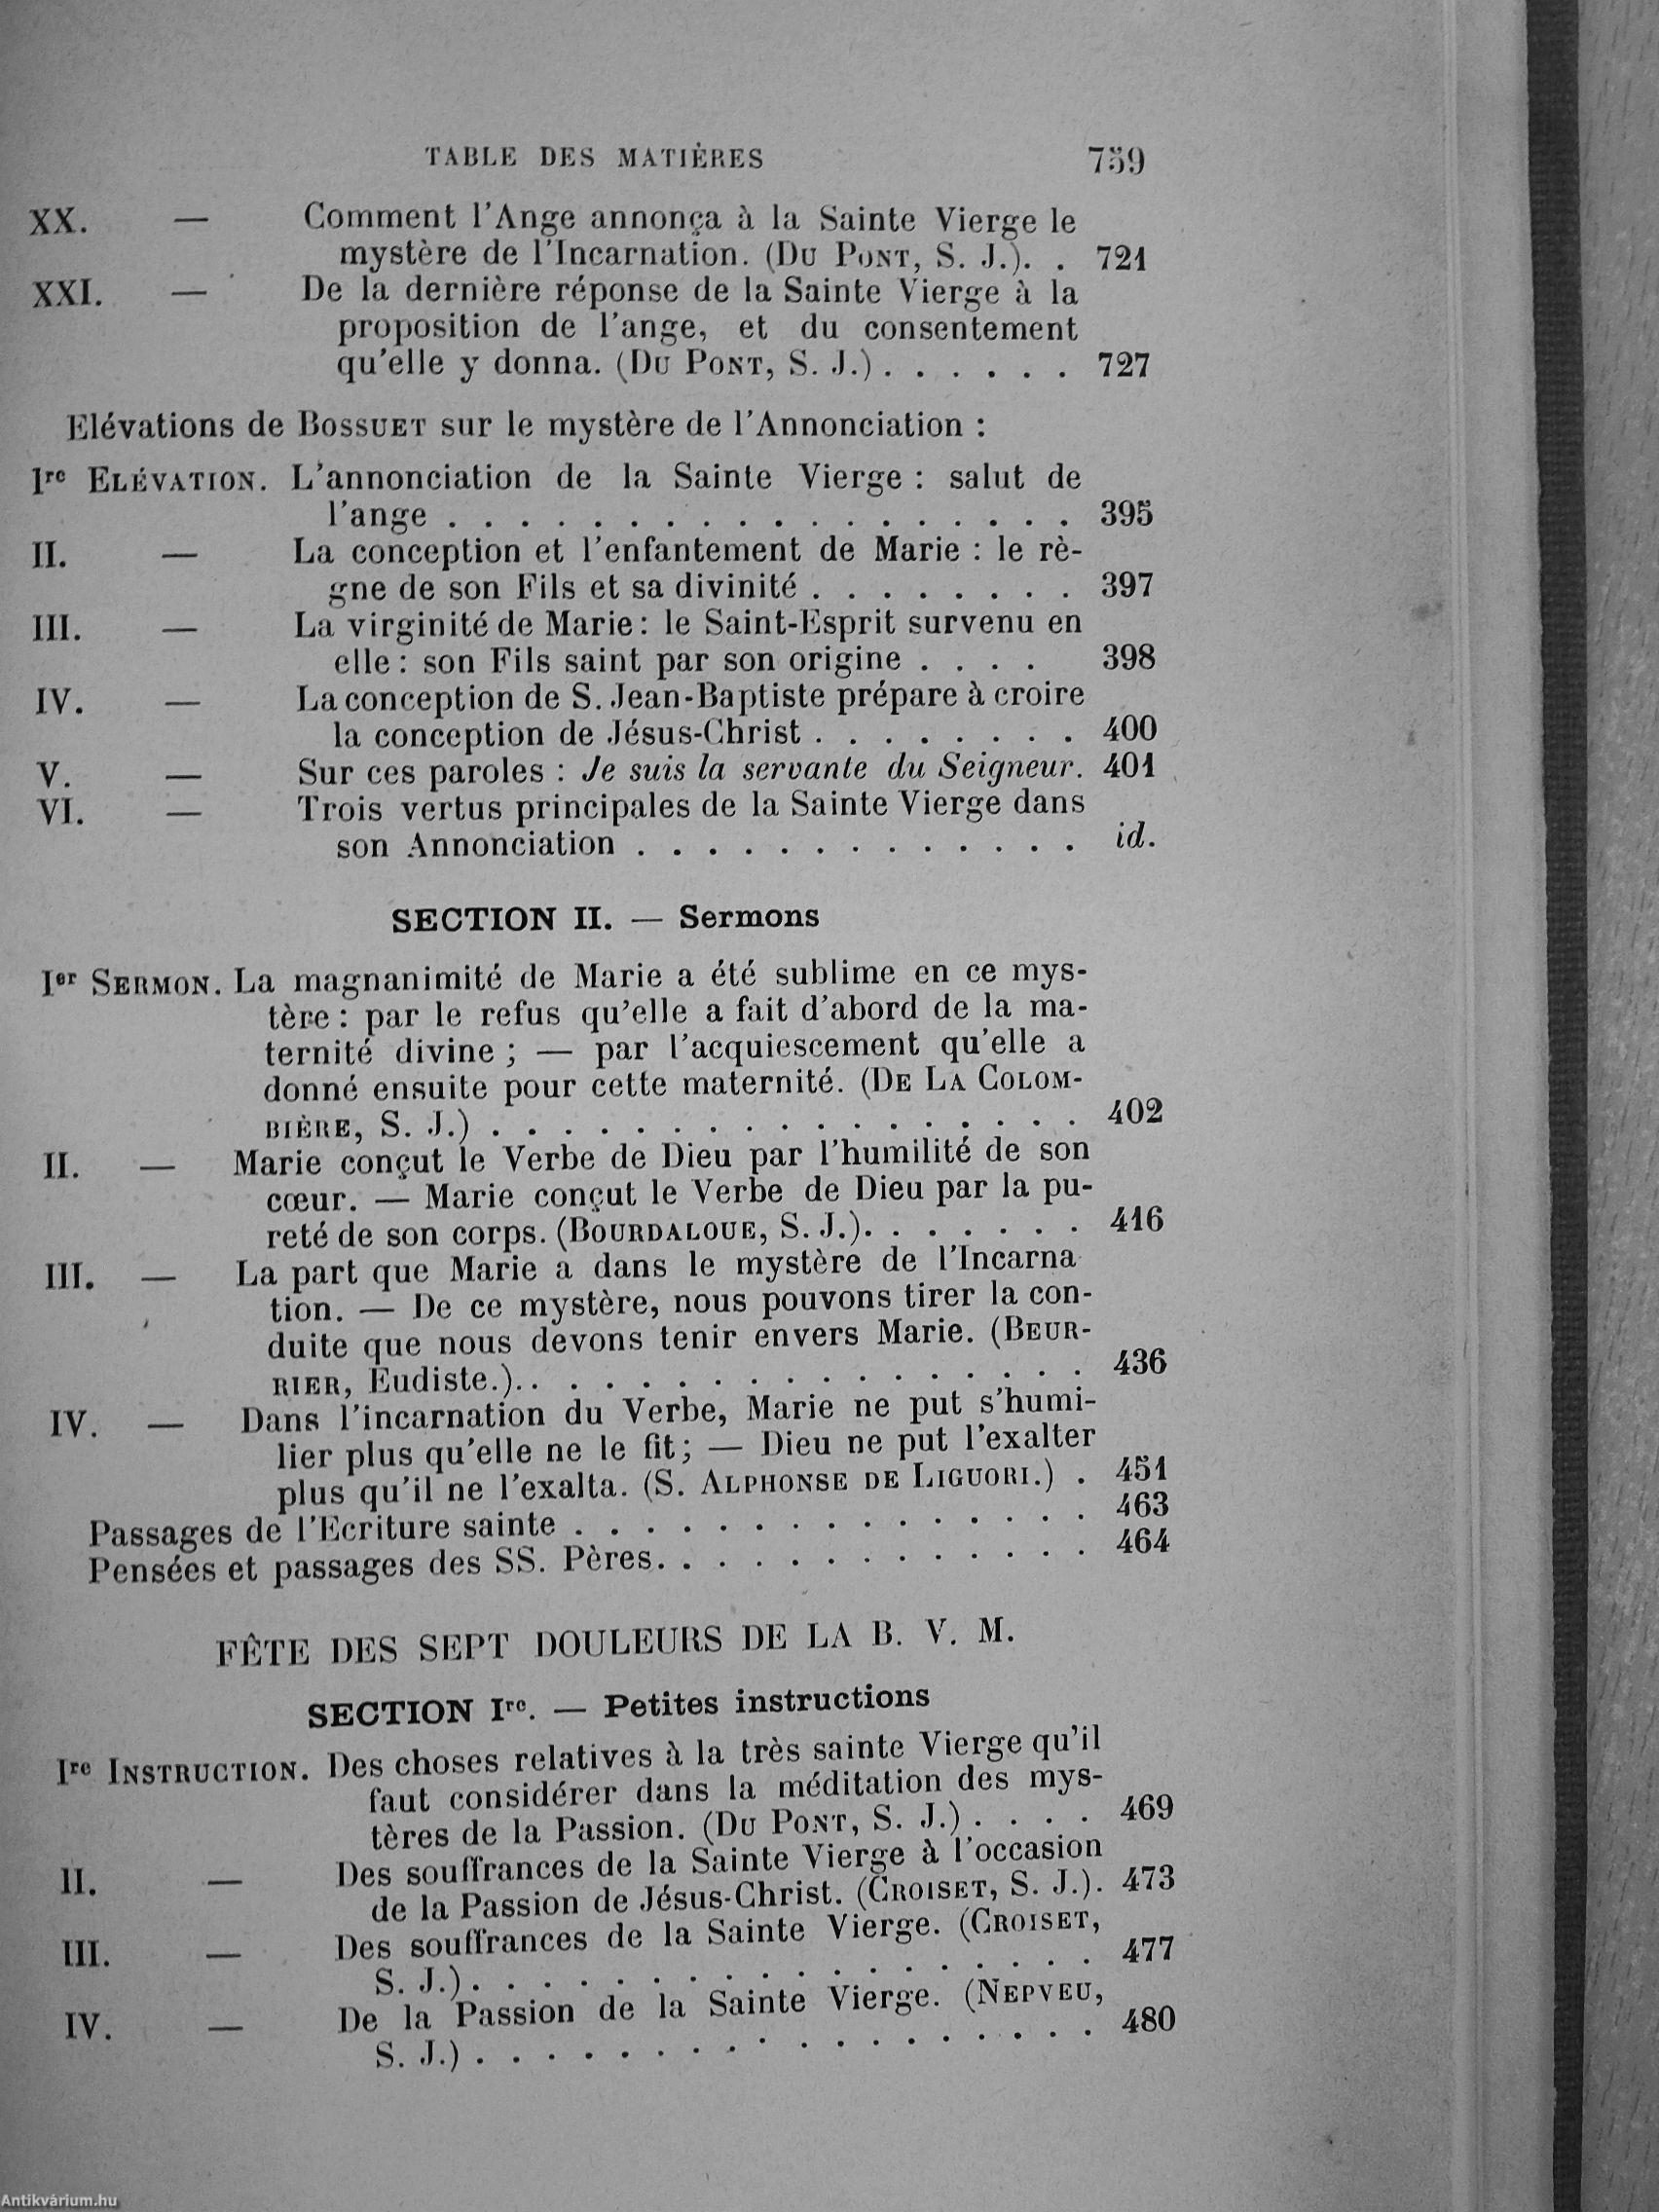 TABLE DES MATIÈRES 759
XX. — Comment l'Ange annonça à la Sainte Vierge le
mystère de l'Incarnation. (DU PONT, S. J.). . 721
XXI. — De la dernière réponse de la Sainte Vierge à la
proposition de l'ange, et du consentement
qu'elle y donna. (DU PONT, S. J.) . . . . . . 727
Elévations de BOSSUET sur le mystère de l'Annonciation :
Ire ELÉVATION. L'annonciation de la Sainte Vierge : salut de
l'ange . . . . . . . . . . . . . . . . . . 395
II. — La conception et l'enfantement de Marie : le rè-
gne de son Fils et sa divinité . . . . . . . . 397
III. — La virginité de Marie : le Saint-Esprit survenu en
elle : son Fils saint par son origine . . . . 398
IV. — La conception de S. Jean-Baptiste prépare à croire
la conception de Jésus-Christ . . . . . . . . 400
V. — Sur ces paroles : Je suis la servante du Seigneur. 401
VI. — Trois vertus principales de la Sainte Vierge dans
son Annonciation . . . . . . . . . . . . . id.
SECTION II. — Sermons
Ier SERMON. La magnanimité de Marie a été sublime en ce mys-
tère : par le refus qu'elle a fait d'abord de la ma-
ternité divine ; — par l'acquiescement qu'elle a
donné ensuite pour cette maternité. (DE LA COLOM-
BIÈRE, S. J.) . . . . . . . . . . . . . . . . . 402
II. — Marie conçut le Verbe de Dieu par l'humilité de son
cœur. — Marie conçut le Verbe de Dieu par la pu-
reté de son corps. (BOURDALOUE, S. J.). . . . . . . 416
III. — La part que Marie a dans le mystère de l'Incarna
tion. — De ce mystère, nous pouvons tirer la con-
duite que nous devons tenir envers Marie. (BEUR-
RIER, Eudiste.). . . . . . . . . . . . . . . . . 436
IV. — Dans l'incarnation du Verbe, Marie ne put s'humi-
lier plus qu'elle ne le fit ; — Dieu ne put l'exalter
plus qu'il ne l'exalta. (S. ALPHONSE DE LIGUORI.) . 451
Passages de l'Ecriture sainte . . . . . . . . . . . . . . . 463
Pensées et passages des SS. Pères. . . . . . . . . . . . . 464
FÊTE DES SEPT DOULEURS DE LA B. V. M.
SECTION Ire. — Petites instructions
Ire INSTRUCTION. Des choses relatives à la très sainte Vierge qu'il
faut considérer dans la méditation des mys-
tères de la Passion. (DU PONT, S. J.) . . . . 469
II. — Des souffrances de la Sainte Vierge à l'occasion
de la Passion de Jésus-Christ. (CROISET, S. J.). 473
III. — Des souffrances de la Sainte Vierge. (CROISET,
S. J.) . . . . . . . . . . . . . . . . . . 477
IV. — De la Passion de la Sainte Vierge. (NEPVEU,
S. J.) . . . . . . . . . . . . . . . . . 480
Antikvárium.hu